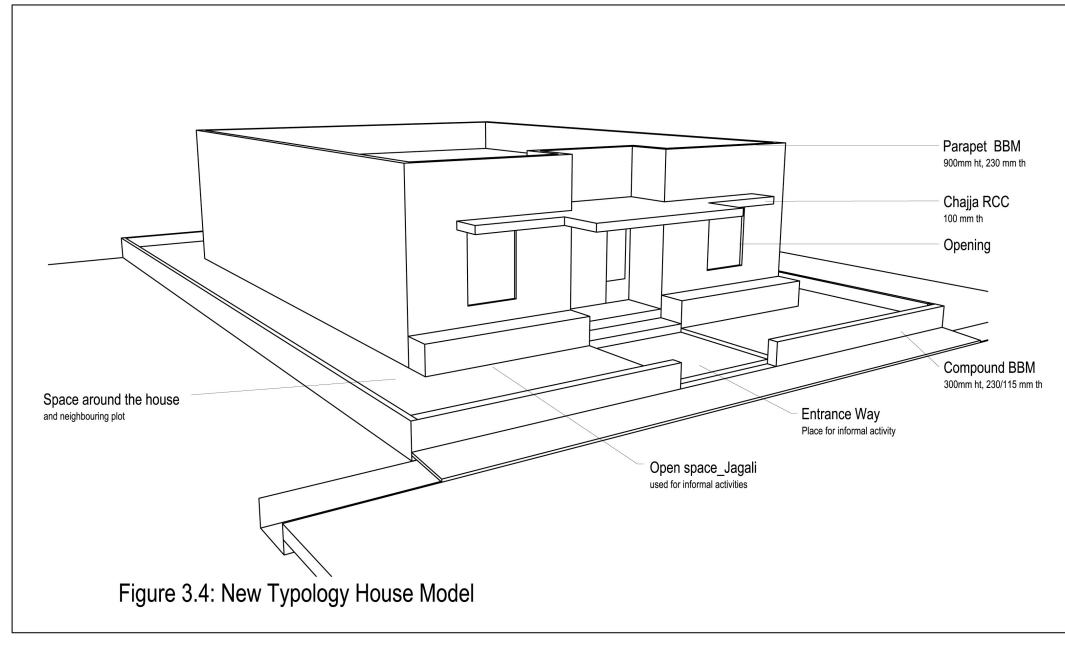 Parapet BBM
900mm ht, 230 mm th
Chajja RCC
100 mm th
Opening
Compound BBM
300mm ht, 230/115 mm th
Space around the house
and neighbouring plot
Entrance Way
Place for informal activity
Open space_Jagali
used for informal activities
Figure 3.4: New Typology House Model